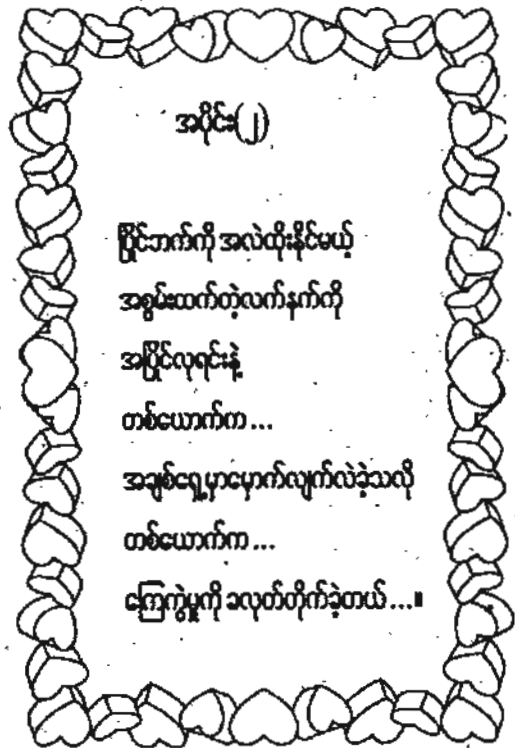 အပိုင်း(၂)
ပြိုင်ဘက်ကို အလဲထိုးနိုင်မယ့်
အစွမ်းထက်တဲ့လက်နက်ကို
အပြိုင်လုရင်းနဲ့
တစ်ယောက်က...
အချစ်ရှေ့မှာမှောက်လျက်လဲခဲ့သလို
တစ်ယောက်က...
ကြေကွဲမှုကို ခလုတ်တိုက်ခဲ့တယ်...။